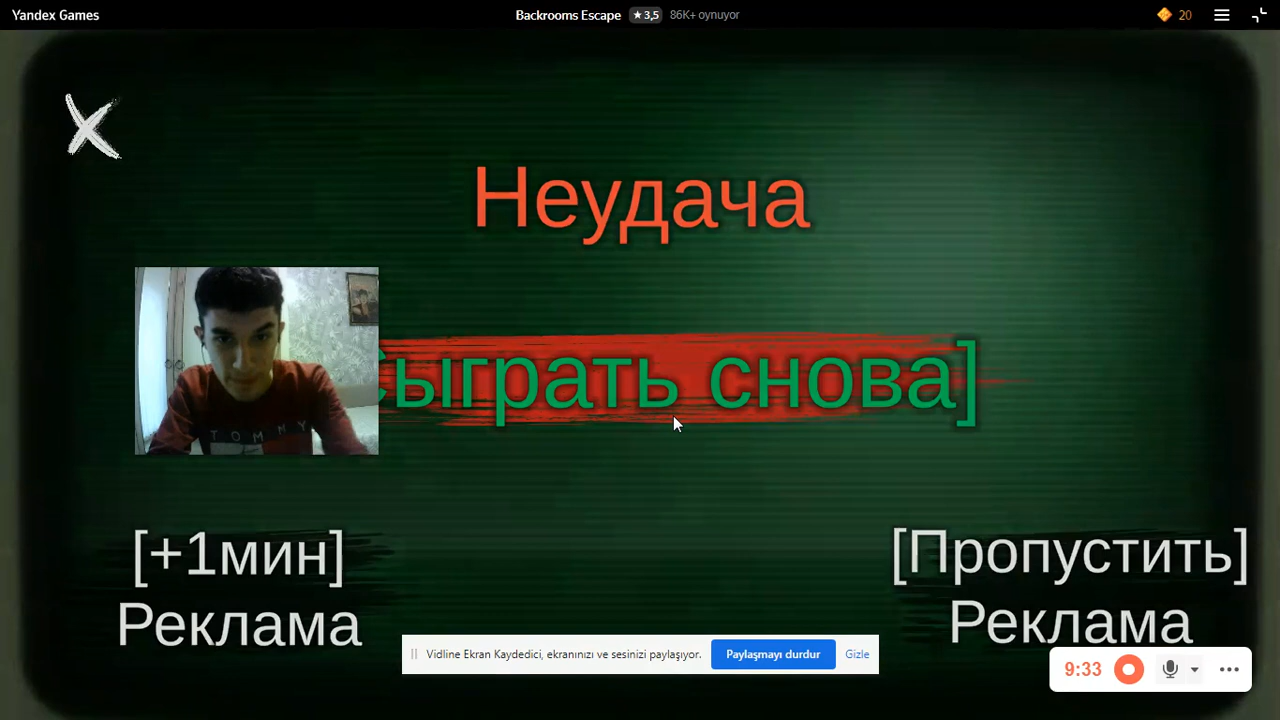 Yandex Games
Backrooms Escape ★3,5 86K+ oynuyor
20
Неудача
Сыграть снова]
TOMMY
[+1мин]
Реклама
[Пропустить]
Реклама
Vidline Ekran Kaydedici, ekranınızı ve sesinizi paylaşıyor.
Paylaşmayı durdur
Gizle
9:33